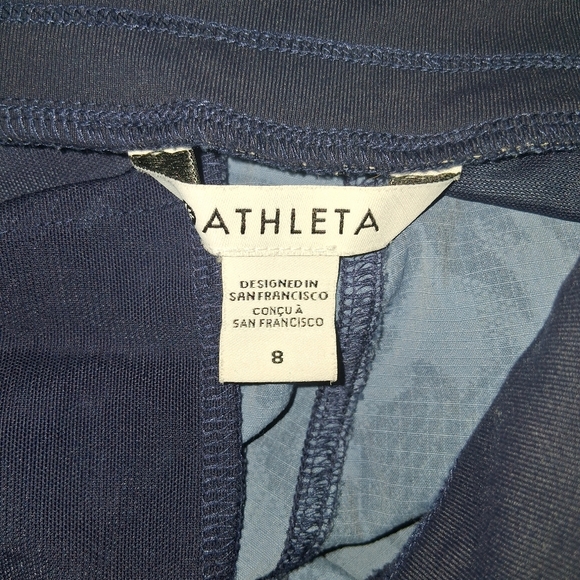 ATHLETA
DESIGNED IN
SAN FRANCISCO
CONÇU À
SAN FRANCISCO
8